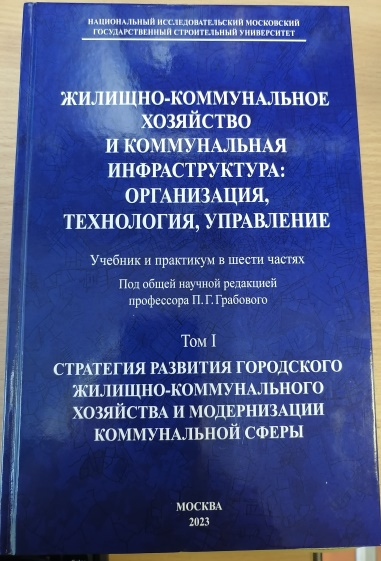 НАЦИОНАЛЬНЫЙ ИССЛЕДОВАТЕЛЬСКИЙ МОСКОВСКИЙ
ГОСУДАРСТВЕННЫЙ СТРОИТЕЛЬНЫЙ УНИВЕРСИТЕТ
ЖИЛИЩНО-КОММУНАЛЬНОЕ
ХОЗЯЙСТВО
И КОММУНАЛЬНАЯ
ИНФРАСТРУКТУРА:
ОРГАНИЗАЦИЯ,
ТЕХНОЛОГИЯ, УПРАВЛЕНИЕ
Учебник и практикум в шести частях
Под общей научной редакцией
профессора П.Г.Грабового
Том I
СТРАТЕГИЯ РАЗВИТИЯ ГОРОДСКОГО
ЖИЛИЩНО-КОММУНАЛЬНОГО
ХОЗЯЙСТВА И МОДЕРНИЗАЦИИ
КОММУНАЛЬНОЙ СФЕРЫ
МОСКВА
2023